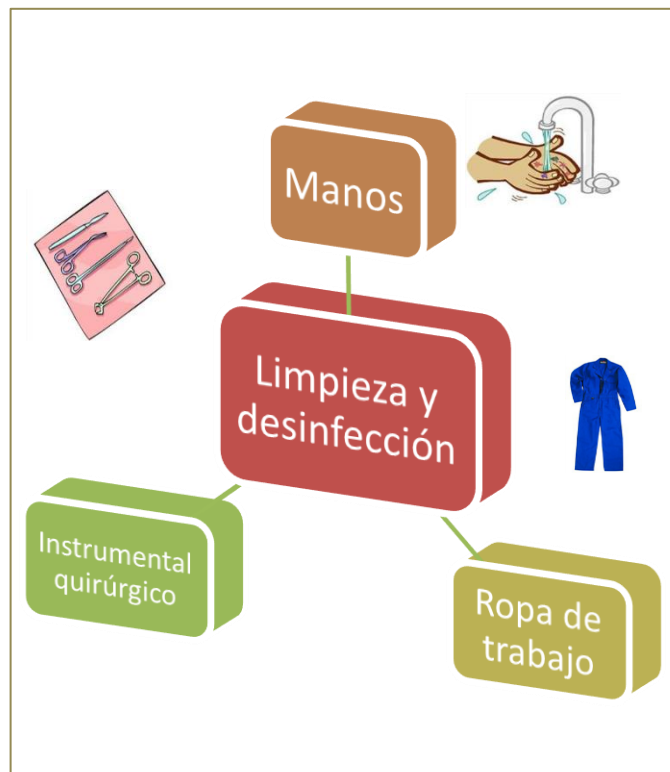 Manos
Limpieza y
desinfección
Instrumental
quirúrgico
Ropa de
trabajo